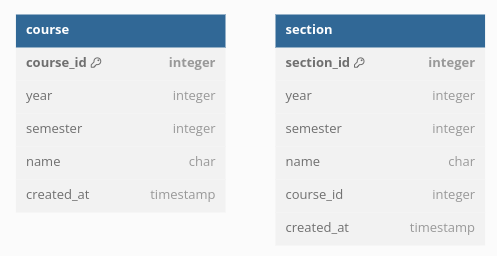 course
course_id integer
year integer
semester integer
name char
created_at timestamp
section
section_id integer
year integer
semester integer
name char
course_id integer
created_at timestamp